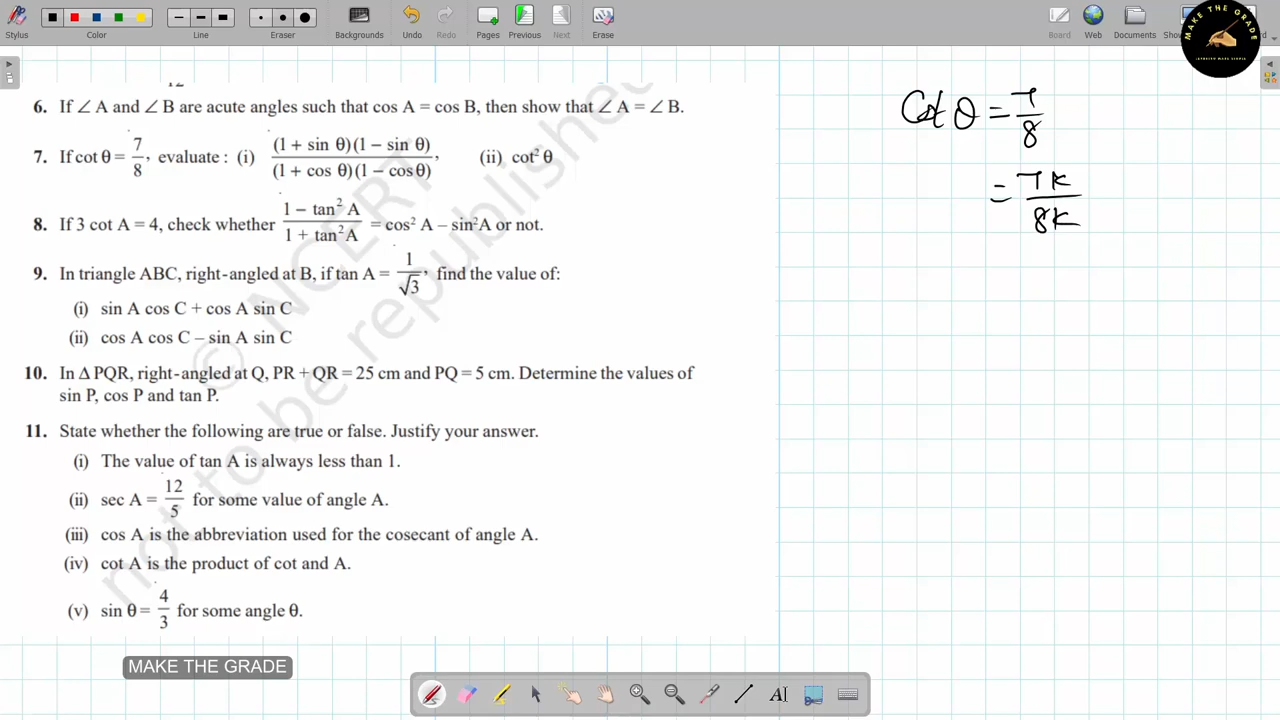 Stylus
Color
Line
Eraser
Backgrounds
Undo
Redo
Pages
Previous
Next
Erase
Board
Web
Documents
MAKE THE GRADE
12
6. If ∠ A and ∠ B are acute angles such that cos A = cos B, then show that ∠ A = ∠ B.
7. If cot θ = 7/8, evaluate : (i) (1 + sin θ)(1 − sin θ)/(1 + cos θ)(1 − cos θ), (ii) cot² θ
8. If 3 cot A = 4, check whether (1 − tan² A)/(1 + tan² A) = cos² A – sin²A or not.
9. In triangle ABC, right-angled at B, if tan A = 1/√3, find the value of:
(i) sin A cos C + cos A sin C
(ii) cos A cos C – sin A sin C
10. In Δ PQR, right-angled at Q, PR + QR = 25 cm and PQ = 5 cm. Determine the values of
sin P, cos P and tan P.
11. State whether the following are true or false. Justify your answer.
(i) The value of tan A is always less than 1.
(ii) sec A = 12/5 for some value of angle A.
(iii) cos A is the abbreviation used for the cosecant of angle A.
(iv) cot A is the product of cot and A.
(v) sin θ = 4/3 for some angle θ.
© NCERT
not to be republished
Cot θ = 7/8
= 7k/8k
MAKE THE GRADE